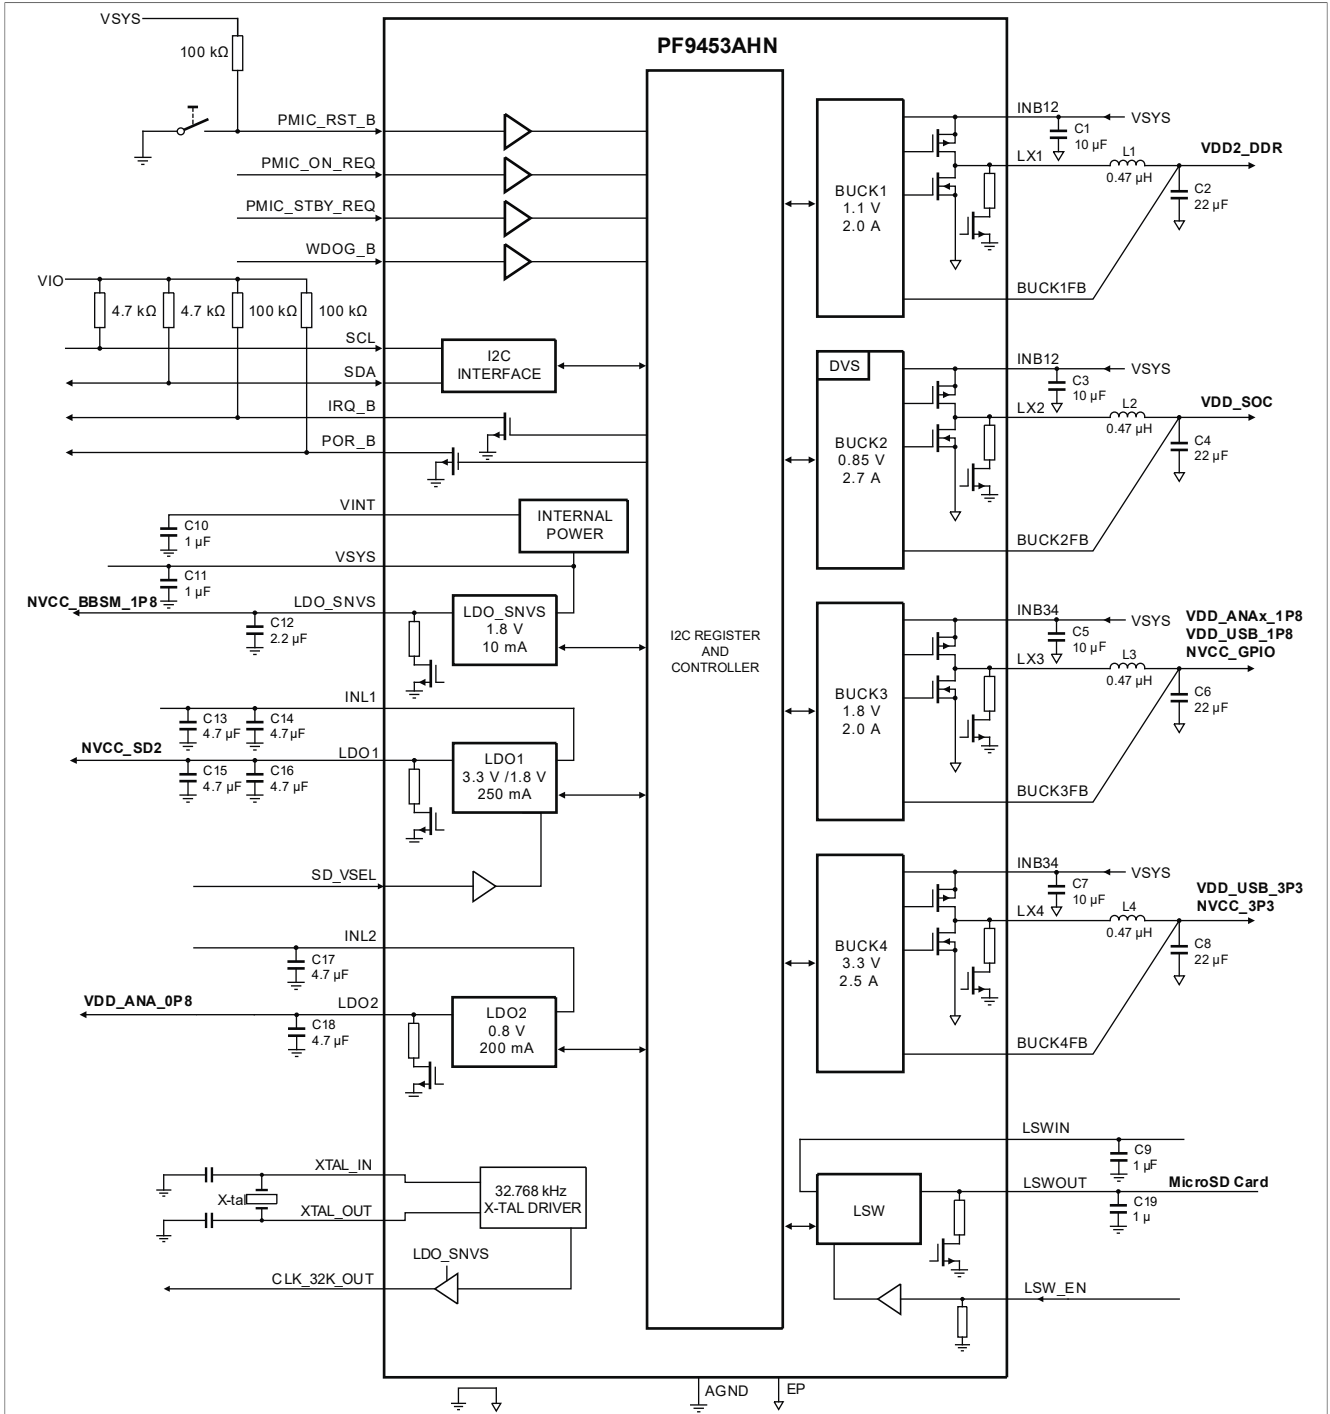 VSYS
100 kΩ
PF9453AHN
PMIC_RST_B
PMIC_ON_REQ
PMIC_STBY_REQ
WDOG_B
VIO
4.7 kΩ
4.7 kΩ
100 kΩ
100 kΩ
SCL
SDA
IRQ_B
POR_B
I2C
INTERFACE
VINT
C10
1 µF
INTERNAL
POWER
VSYS
C11
1 µF
NVCC_BBSM_1P8
LDO_SNVS
C12
2.2 µF
LDO_SNVS
1.8 V
10 mA
INL1
C13
4.7 µF
C14
4.7µF
NVCC_SD2
LDO1
C15
4.7 µF
C16
4.7 µF
LDO1
3.3 V /1.8 V
250 mA
SD_VSEL
INL2
C17
4.7 µF
VDD_ANA_0P8
LDO2
C18
4.7 µF
LDO2
0.8 V
200 mA
XTAL_IN
X-tal
XTAL_OUT
32.768 kHz
X-TAL DRIVER
LDO_SNVS
CLK_32K_OUT
I2C REGISTER
AND
CONTROLLER
BUCK1
1.1 V
2.0 A
INB12
VSYS
C1
10 µF
LX1
L1
0.47 µH
VDD2_DDR
C2
22 µF
BUCK1FB
DVS
BUCK2
0.85 V
2.7 A
INB12
VSYS
C3
10 µF
LX2
L2
0.47 µH
VDD_SOC
C4
22 µF
BUCK2FB
BUCK3
1.8 V
2.0 A
INB34
VSYS
C5
10 µF
LX3
L3
0.47 µH
VDD_ANAx_1P8
VDD_USB_1P8
NVCC_GPIO
C6
22 µF
BUCK3FB
BUCK4
3.3 V
2.5 A
INB34
VSYS
C7
10 µF
LX4
L4
0.47 µH
VDD_USB_3P3
NVCC_3P3
C8
22 µF
BUCK4FB
LSWIN
C9
1 µF
LSW
LSWOUT
MicroSD Card
C19
1 µ
LSW_EN
AGND
EP